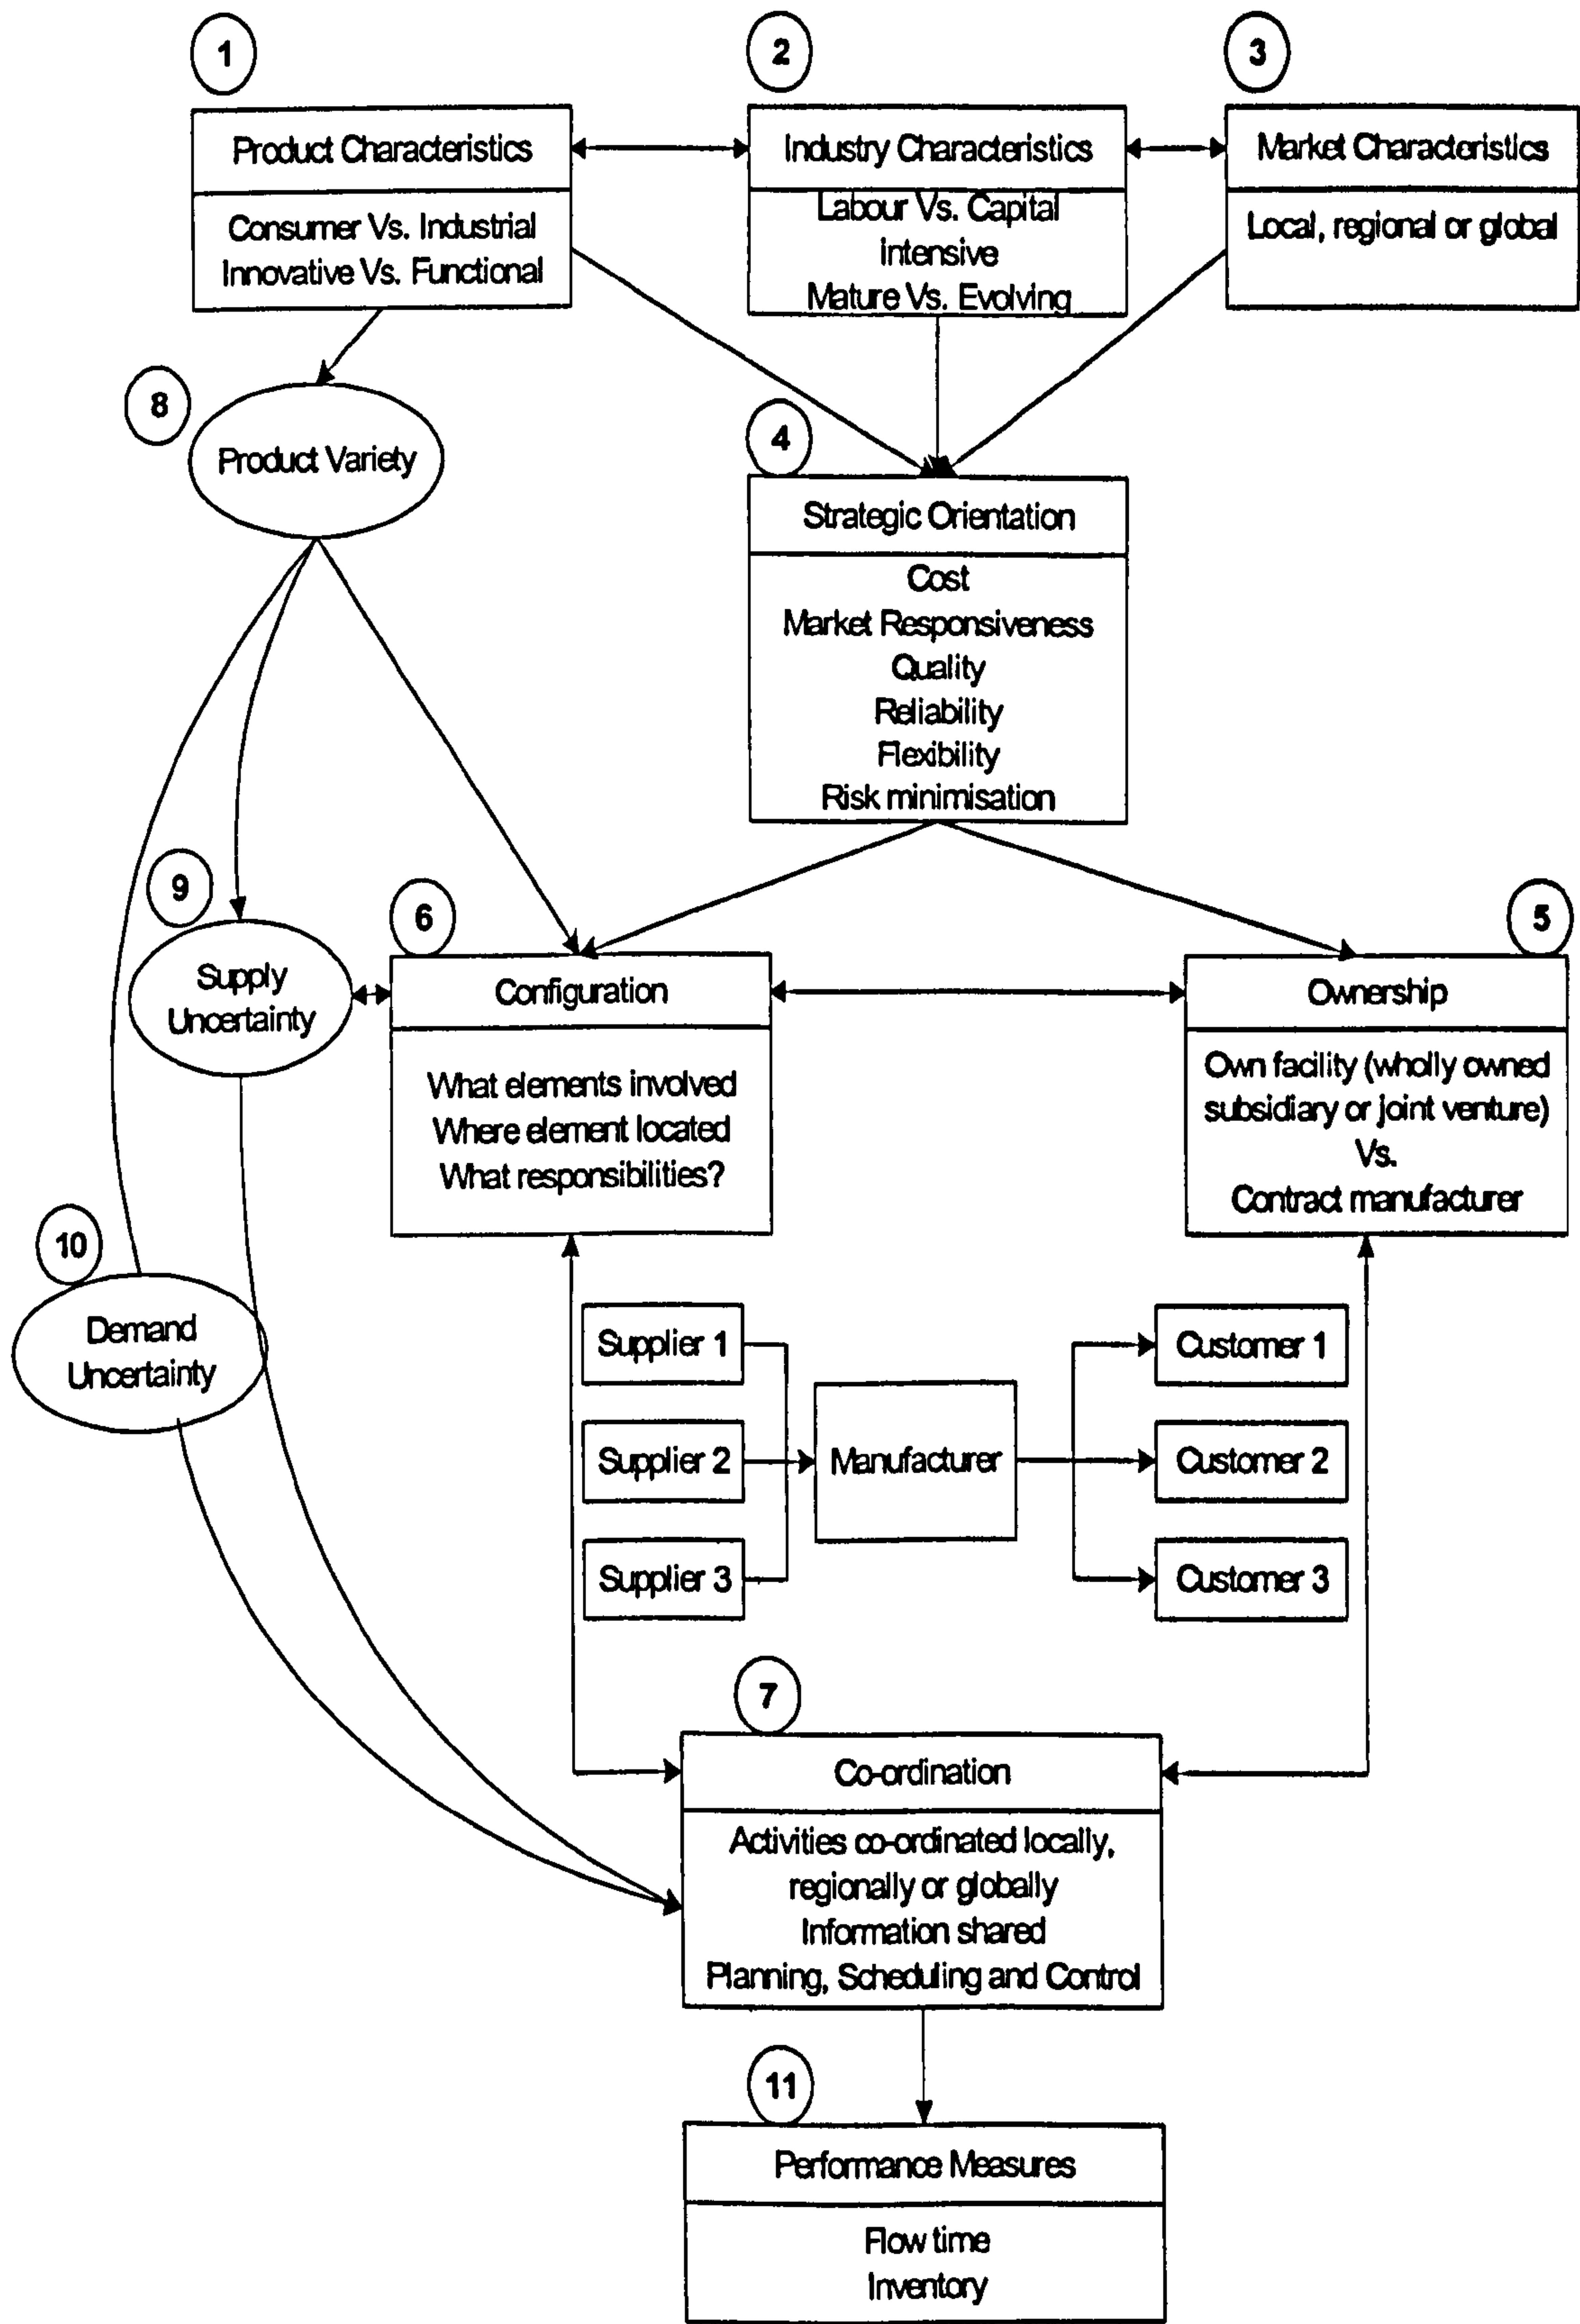 1
2
3
Product Characteristics
Industry Characteristics
Market Characteristics
Consumer Vs. Industrial
Innovative Vs. Functional
Labour Vs. Capital
intensive
Mature Vs. Evolving
Local, regional or global
8
Product Variety
4
Strategic Orientation
Cost
Market Responsiveness
Quality
Reliability
Flexibility
Risk minimisation
9
Supply
Uncertainty
6
Configuration
What elements involved
Where element located
What responsibilities?
5
Ownership
Own facility (wholly owned
subsidiary or joint venture)
Vs.
Contract manufacturer
10
Demand
Uncertainty
Supplier 1
Supplier 2
Supplier 3
Manufacturer
Customer 1
Customer 2
Customer 3
7
Co-ordination
Activities co-ordinated locally,
regionally or globally
Information shared
Planning, Scheduling and Control
11
Performance Measures
Flow time
Inventory